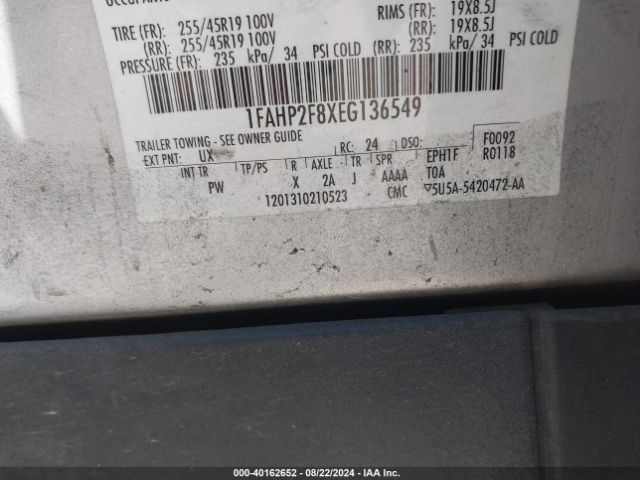 TIRE (FR): 255/45R19 100V RIMS (FR): 19X8.5J
(RR): 255/45R19 100V (RR): 19X8.5J
PRESSURE (FR): 235 kPa/ 34 PSI COLD (RR): 235 kPa/ 34 PSI COLD
1FAHP2F8XEG136549
TRAILER TOWING - SEE OWNER GUIDE
EXT PNT: UX RC: 24 DSO: F0092
INT TR TP/PS R AXLE TR SPR EPHTF R0118
PW X 2A J AAAA TOA
1201310210523 CMC ▽5U5A-5420472-AA
000-40162652 - 08/22/2024 - IAA Inc.